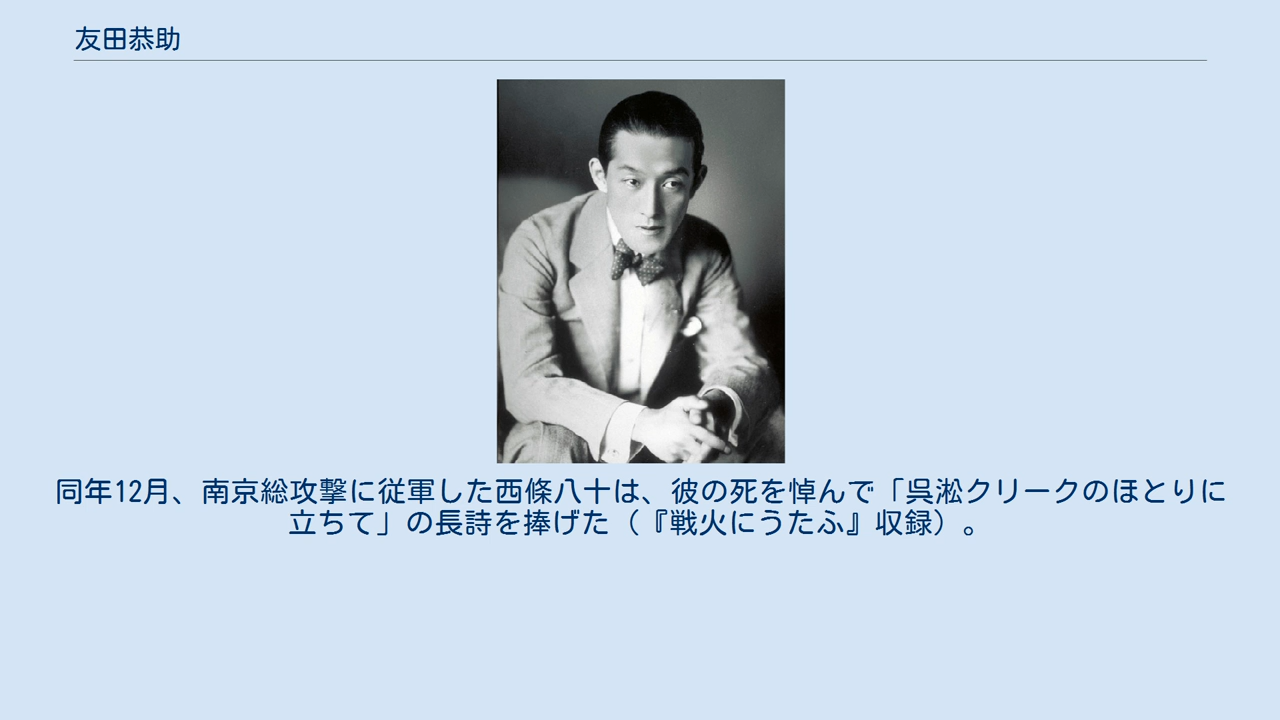 友田恭助
同年12月、南京総攻撃に従軍した西條八十は、彼の死を悼んで「呉淞クリークのほとりに
立ちて」の長詩を捧げた（『戦火にうたふ』収録）。